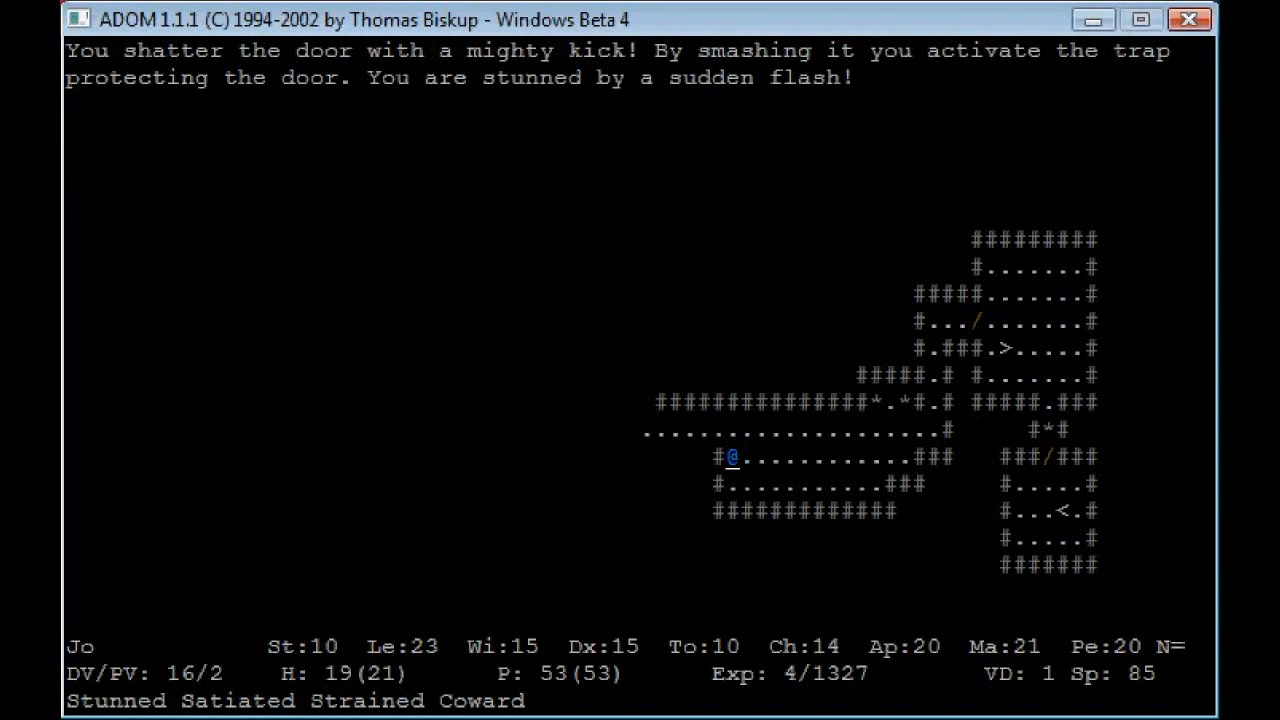 ADOM 1.1.1 (C) 1994-2002 by Thomas Biskup - Windows Beta 4
You shatter the door with a mighty kick! By smashing it you activate the trap
protecting the door. You are stunned by a sudden flash!
#########
#.......#
#####.......#
#.../.......#
#.###.>.....#
#####.# #.......#
###############*.*#.# #####.###
.....................# #*#
#@............### ###/###
#...........### #.....#
############# #...<.#
#.....#
#######
Jo St:10 Le:23 Wi:15 Dx:15 To:10 Ch:14 Ap:20 Ma:21 Pe:20 N=
DV/PV: 16/2 H: 19(21) P: 53(53) Exp: 4/1327 VD: 1 Sp: 85
Stunned Satiated Strained Coward